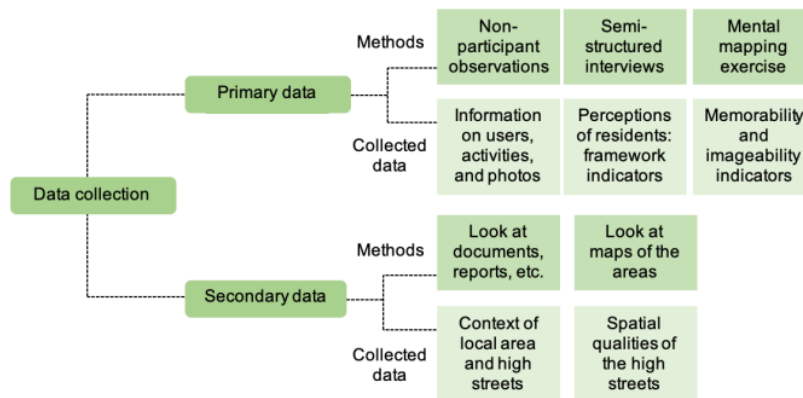 Methods
Non-
participant
observations
Semi-
structured
interviews
Mental
mapping
exercise
Primary data
Collected
data
Information
on users,
activities,
and photos
Perceptions
of residents:
framework
indicators
Memorability
and
imageability
indicators
Data collection
Methods
Look at
documents,
reports, etc.
Look at
maps of the
areas
Secondary data
Collected
data
Context of
local area
and high
streets
Spatial
qualities of
the high
streets